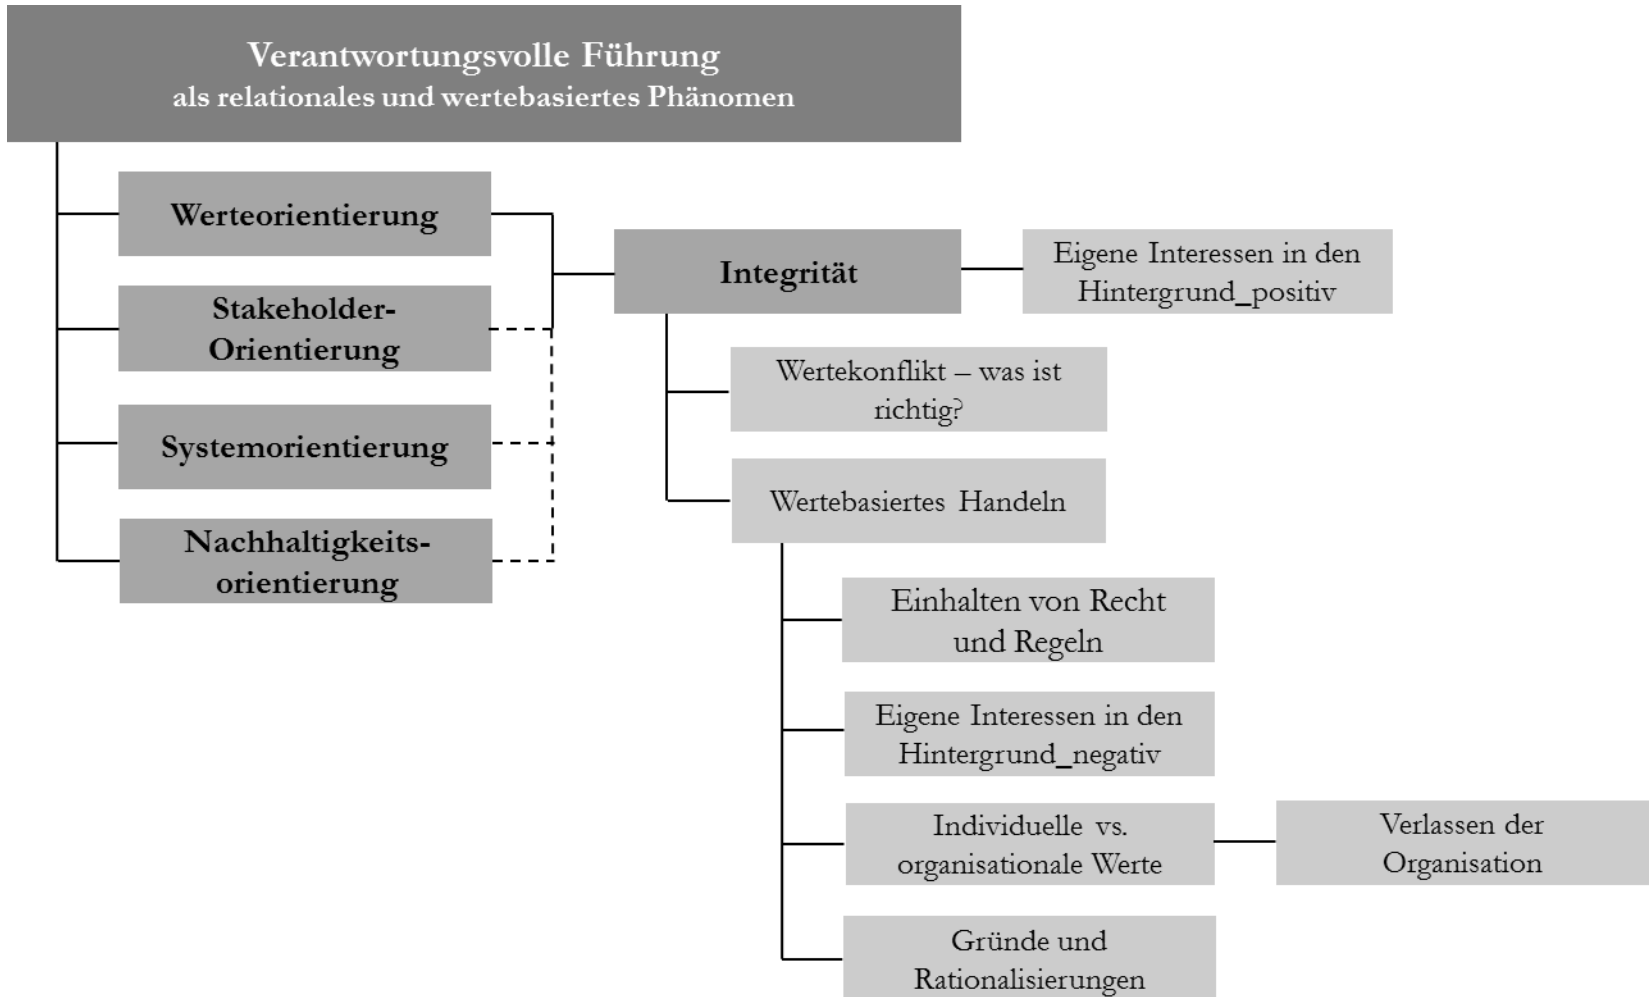 Verantwortungsvolle Führung
als relationales und wertebasiertes Phänomen
Werteorientierung
Stakeholder-
Orientierung
Systemorientierung
Nachhaltigkeits-
orientierung
Integrität
Eigene Interessen in den
Hintergrund_positiv
Wertekonflikt – was ist
richtig?
Wertebasiertes Handeln
Einhalten von Recht
und Regeln
Eigene Interessen in den
Hintergrund_negativ
Individuelle vs.
organisationale Werte
Verlassen der
Organisation
Gründe und
Rationalisierungen